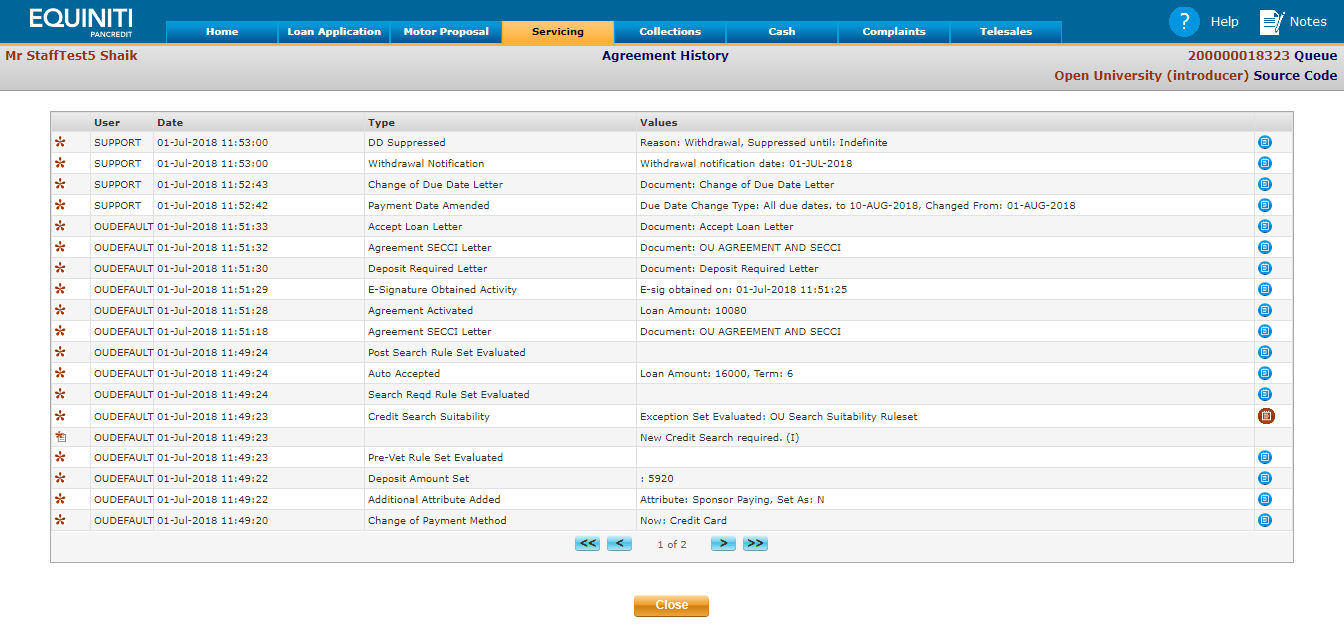 EQUINITI
PANCREDIT
Home Loan Application Motor Proposal Servicing Collections Cash Complaints Telesales
? Help Notes
Mr StaffTest5 Shaik Agreement History 200000018323 Queue
Open University (introducer) Source Code
User Date Type Values
SUPPORT 01-Jul-2018 11:53:00 DD Suppressed Reason: Withdrawal, Suppressed until: Indefinite
SUPPORT 01-Jul-2018 11:53:00 Withdrawal Notification Withdrawal notification date: 01-JUL-2018
SUPPORT 01-Jul-2018 11:52:43 Change of Due Date Letter Document: Change of Due Date Letter
SUPPORT 01-Jul-2018 11:52:42 Payment Date Amended Due Date Change Type: All due dates. to 10-AUG-2018, Changed From: 01-AUG-2018
OUDEFAULT 01-Jul-2018 11:51:33 Accept Loan Letter Document: Accept Loan Letter
OUDEFAULT 01-Jul-2018 11:51:32 Agreement SECCI Letter Document: OU AGREEMENT AND SECCI
OUDEFAULT 01-Jul-2018 11:51:30 Deposit Required Letter Document: Deposit Required Letter
OUDEFAULT 01-Jul-2018 11:51:29 E-Signature Obtained Activity E-sig obtained on: 01-Jul-2018 11:51:25
OUDEFAULT 01-Jul-2018 11:51:28 Agreement Activated Loan Amount: 10080
OUDEFAULT 01-Jul-2018 11:51:18 Agreement SECCI Letter Document: OU AGREEMENT AND SECCI
OUDEFAULT 01-Jul-2018 11:49:24 Post Search Rule Set Evaluated
OUDEFAULT 01-Jul-2018 11:49:24 Auto Accepted Loan Amount: 16000, Term: 6
OUDEFAULT 01-Jul-2018 11:49:24 Search Reqd Rule Set Evaluated
OUDEFAULT 01-Jul-2018 11:49:23 Credit Search Suitability Exception Set Evaluated: OU Search Suitability Ruleset
OUDEFAULT 01-Jul-2018 11:49:23 New Credit Search required. (I)
OUDEFAULT 01-Jul-2018 11:49:23 Pre-Vet Rule Set Evaluated
OUDEFAULT 01-Jul-2018 11:49:22 Deposit Amount Set : 5920
OUDEFAULT 01-Jul-2018 11:49:22 Additional Attribute Added Attribute: Sponsor Paying, Set As: N
OUDEFAULT 01-Jul-2018 11:49:20 Change of Payment Method Now: Credit Card
<< < 1 of 2 > >>
Close